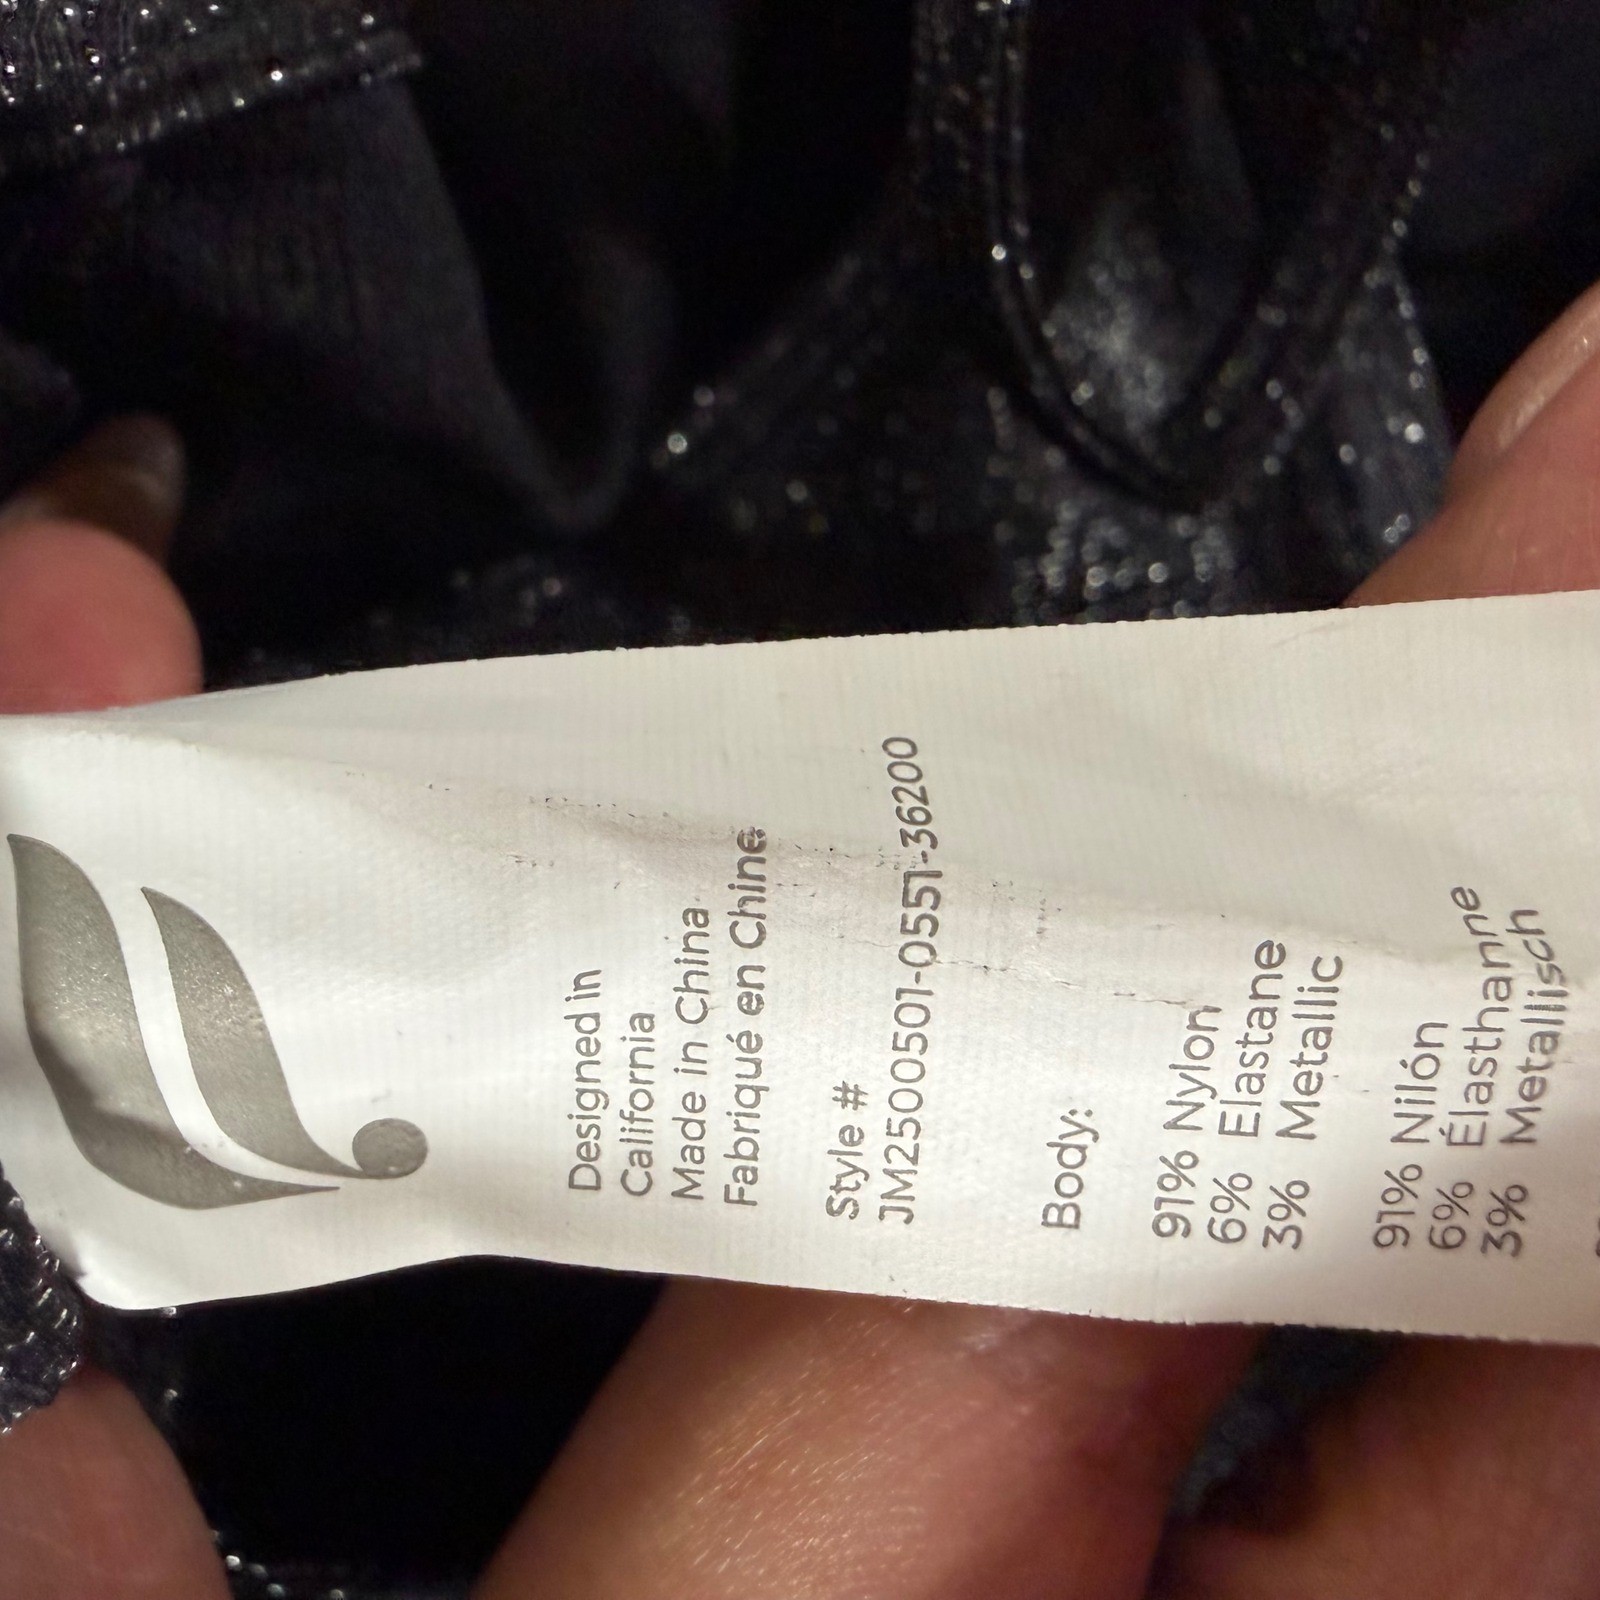 Designed in
California
Made in China
Fabriqué en Chine
Style #
JM2500501-0551-36200
Body:
91% Nylon
6% Elastane
3% Metallic
91% Nilón
6% Élasthanne
3% Metallisch